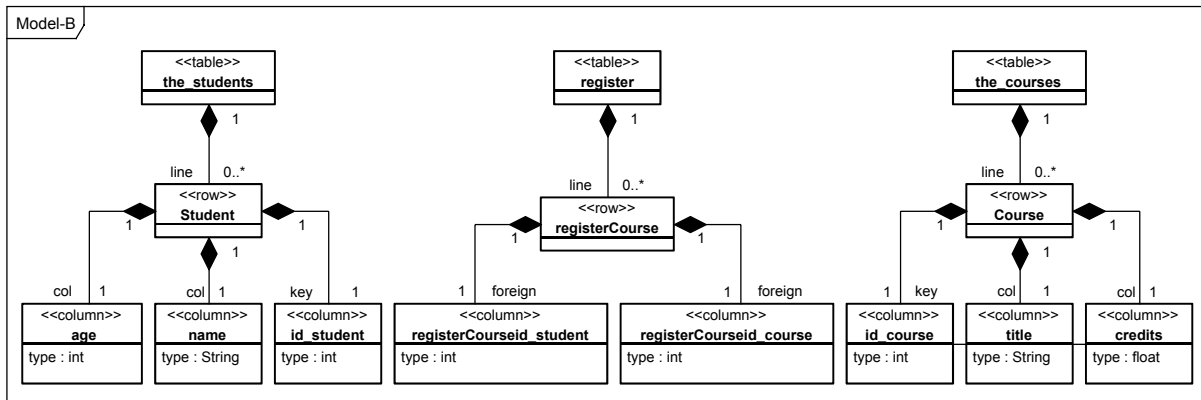 Model-B
<<table>>
the_students
1
line 0..*
<<row>>
Student
1
1
1
col 1
col 1
key 1
<<column>>
age
type : int
<<column>>
name
type : String
<<column>>
id_student
type : int
<<table>>
register
1
line 0..*
<<row>>
registerCourse
1
1
1 foreign
1 foreign
<<column>>
registerCourseid_student
type : int
<<column>>
registerCourseid_course
type : int
<<table>>
the_courses
1
line 0..*
<<row>>
Course
1
1
1
1 key
col 1
col 1
<<column>>
id_course
type : int
<<column>>
title
type : String
<<column>>
credits
type : float